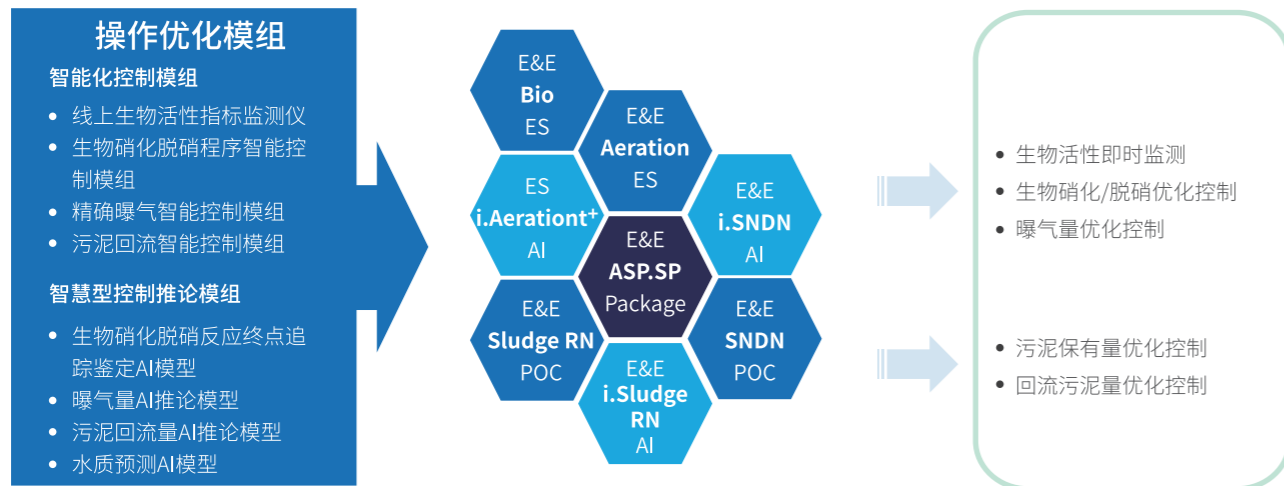 操作优化模组
智能化控制模组
• 线上生物活性指标监测仪
• 生物硝化脱硝程序智能控
制模组
• 精确曝气智能控制模组
• 污泥回流智能控制模组
智慧型控制推论模组
• 生物硝化脱硝反应终点追
踪鉴定AI模型
• 曝气量AI推论模型
• 污泥回流量AI推论模型
• 水质预测AI模型
E&E
Bio
ES
E&E
Aeration
ES
ES
i.Aerationt⁺
AI
E&E
i.SNDN
AI
E&E
ASP.SP
Package
E&E
Sludge RN
POC
E&E
SNDN
POC
E&E
i.Sludge
RN
AI
• 生物活性即时监测
• 生物硝化/脱硝优化控制
• 曝气量优化控制
• 污泥保有量优化控制
• 回流污泥量优化控制